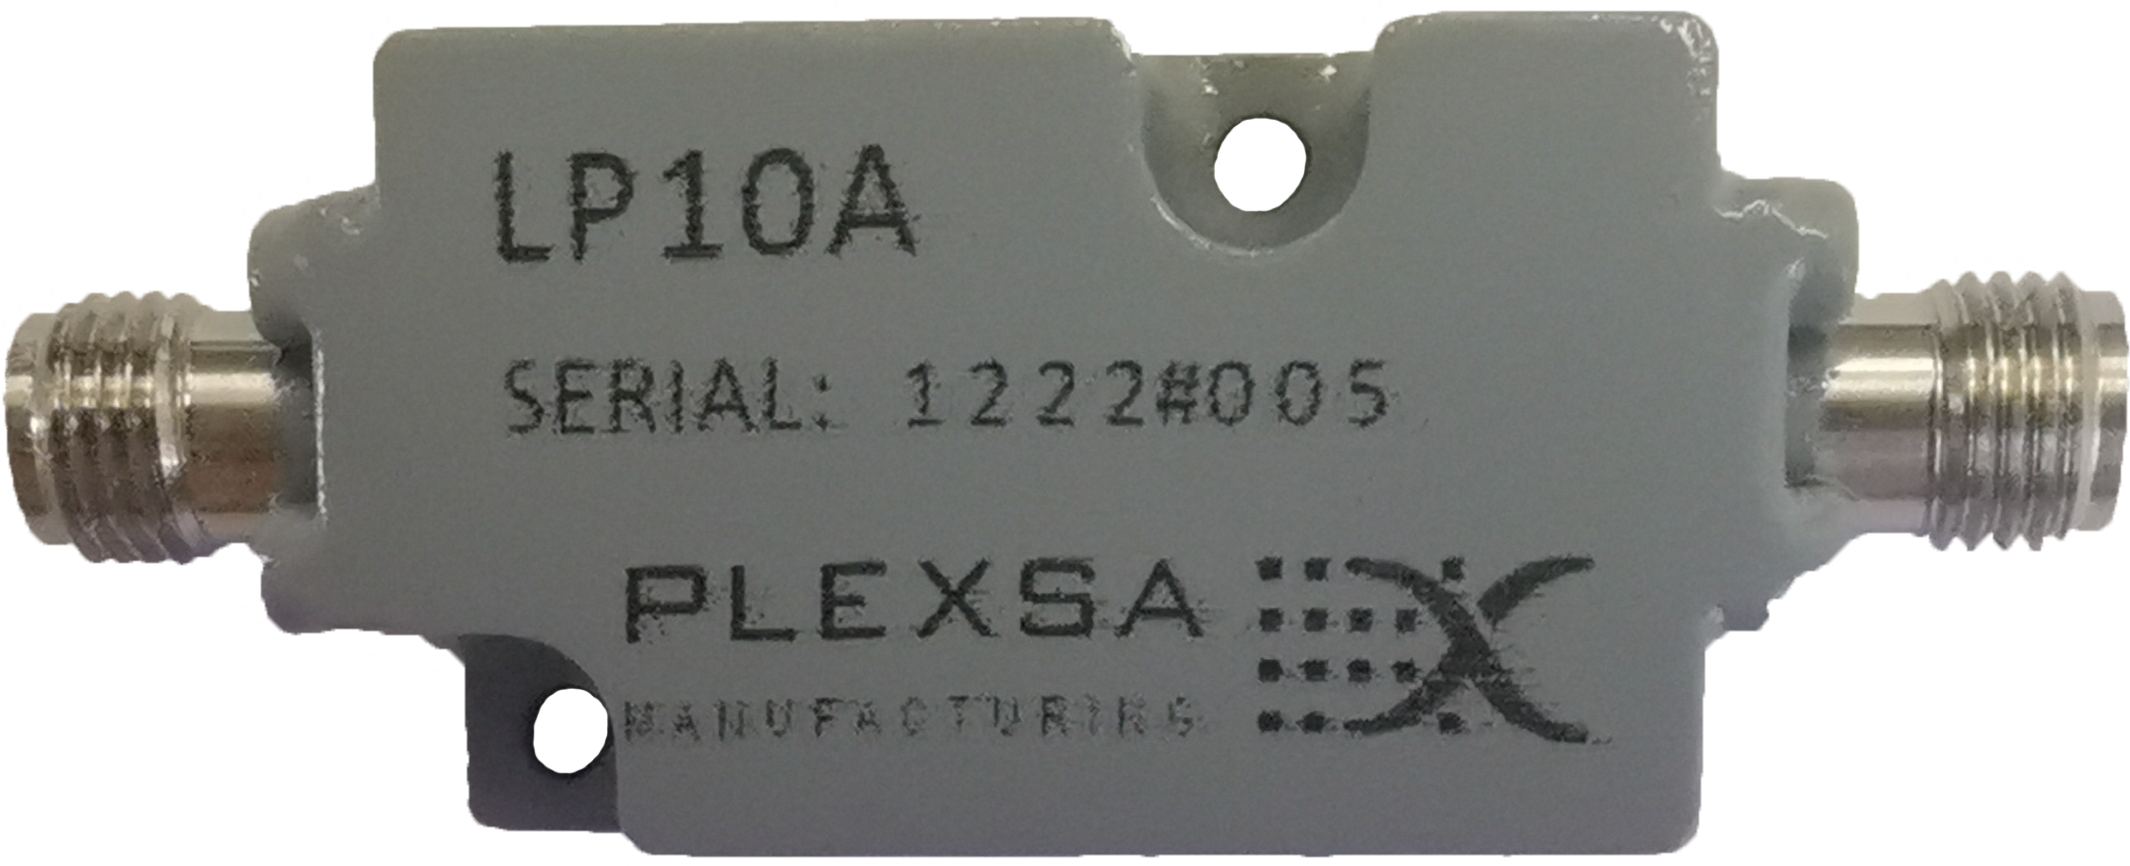 LP10A
SERIAL: 1222#005
PLEXSA
MANUFACTURING